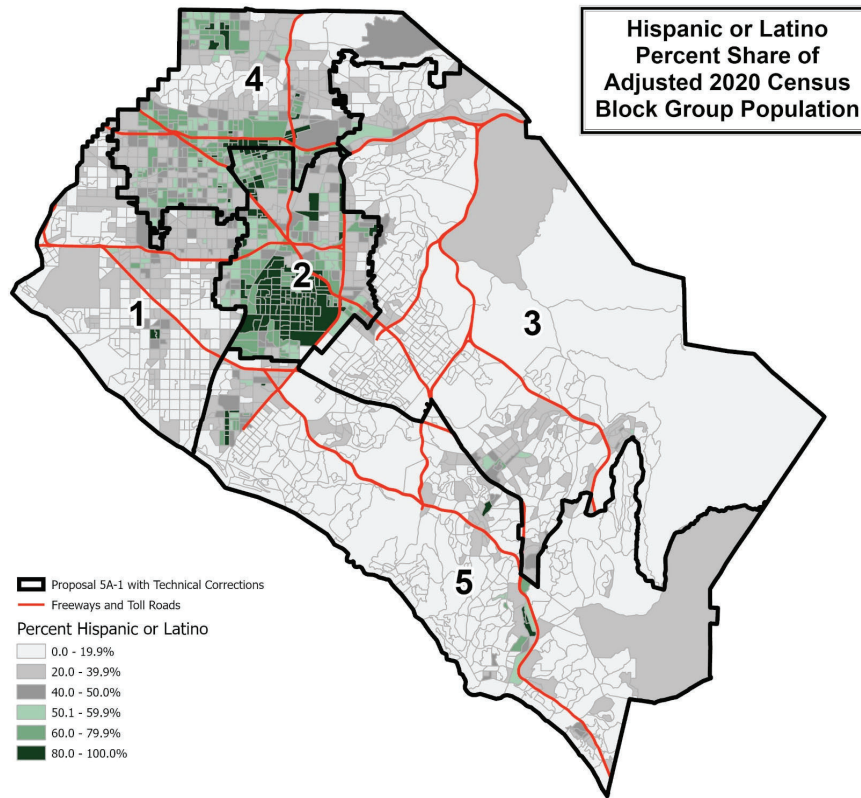 Hispanic or Latino
Percent Share of
Adjusted 2020 Census
Block Group Population
4
2
1
3
5
Proposal 5A-1 with Technical Corrections
Freeways and Toll Roads
Percent Hispanic or Latino
0.0 - 19.9%
20.0 - 39.9%
40.0 - 50.0%
50.1 - 59.9%
60.0 - 79.9%
80.0 - 100.0%